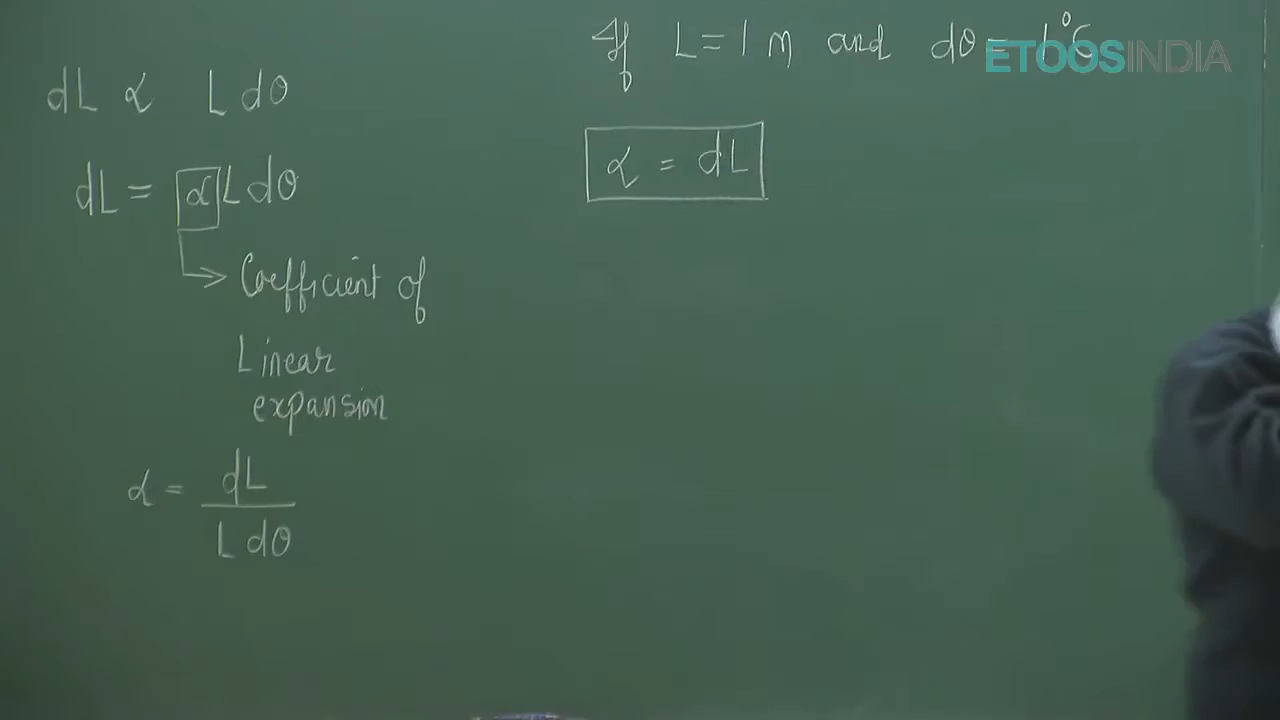 dL ∝ L dθ
dL = α L dθ
→ Coefficient of
Linear
expansion
α = dL / L dθ
If L = 1 m and dθ = 1°C
α = dL
ETOOSINDIA